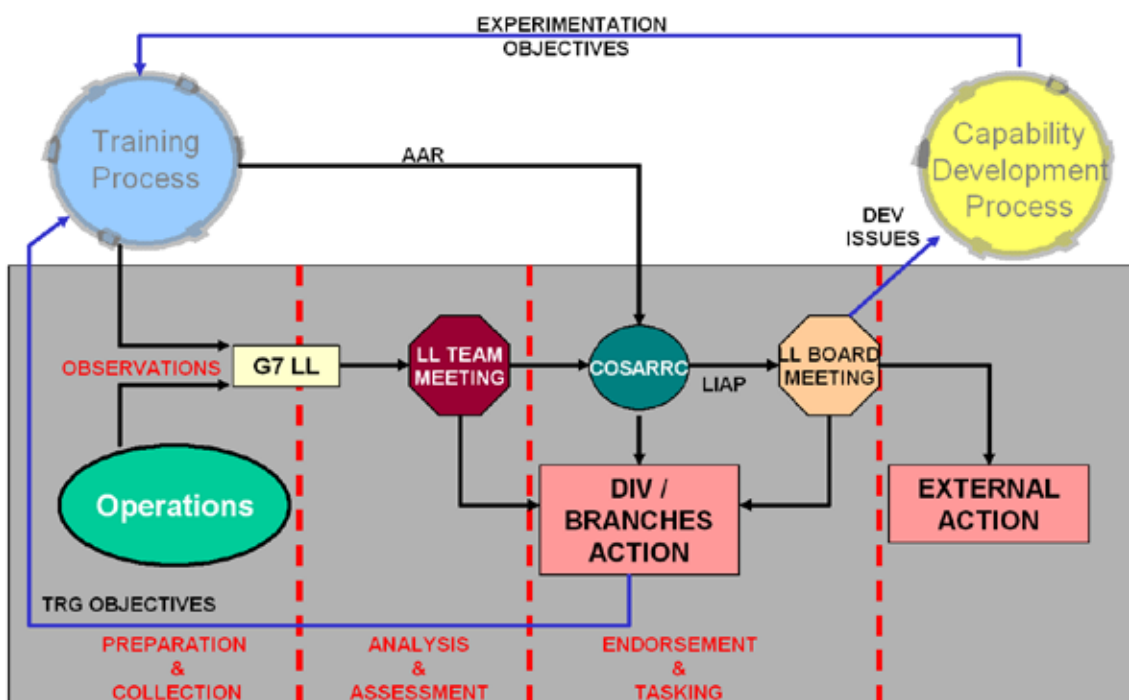 EXPERIMENTATION
OBJECTIVES
Training
Process
AAR
Capability
Development
Process
DEV
ISSUES
OBSERVATIONS
G7 LL
LL TEAM
MEETING
COSARRC
LIAP
LL BOARD
MEETING
Operations
DIV /
BRANCHES
ACTION
EXTERNAL
ACTION
TRG OBJECTIVES
PREPARATION
&
COLLECTION
ANALYSIS
&
ASSESSMENT
ENDORSEMENT
&
TASKING